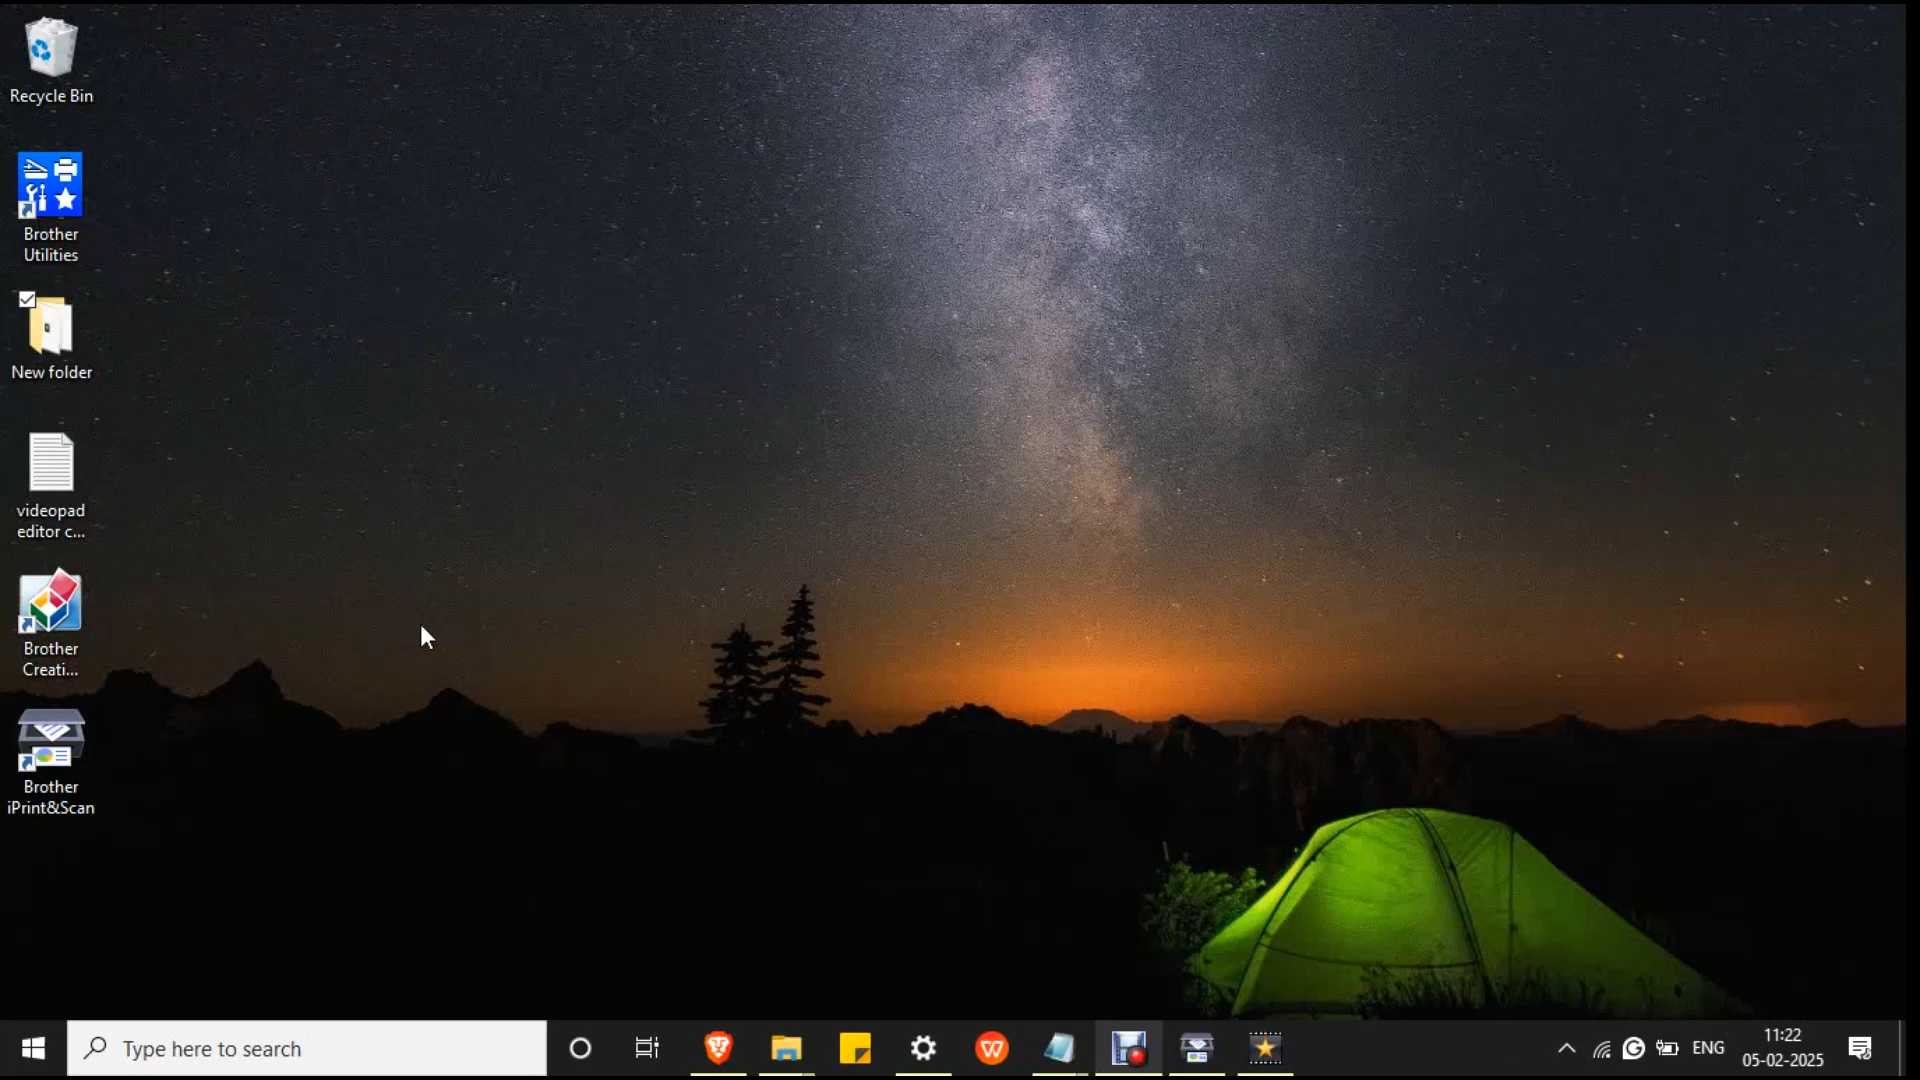 Recycle Bin
Brother
Utilities
New folder
videopad
editor c...
Brother
Creati...
Brother
iPrint&Scan
Type here to search
ENG
11:22
05-02-2025